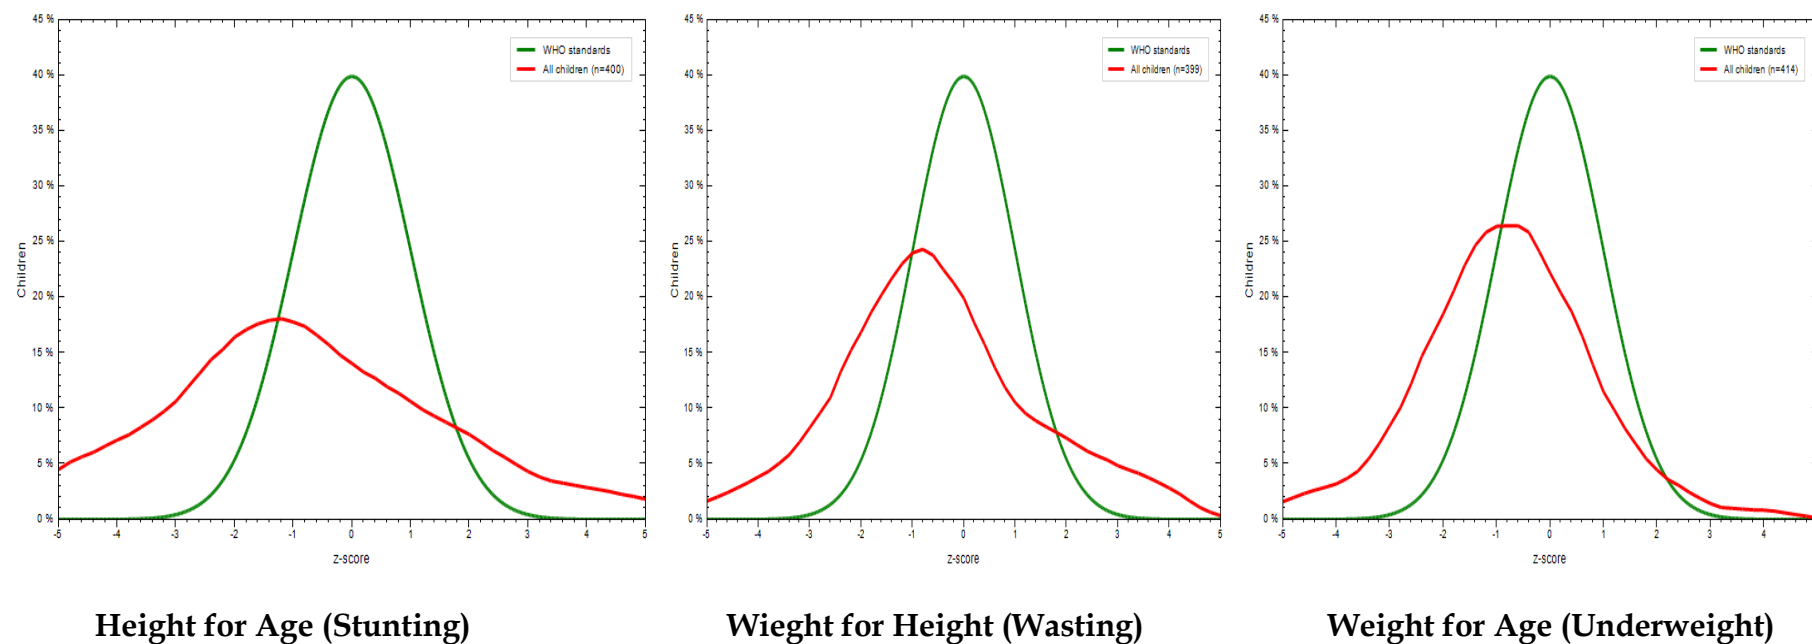 45 %
40 %
35 %
30 %
25 %
20 %
15 %
10 %
5 %
0 %
Children
WHO standards
All children (n=400)
-5 -4 -3 -2 -1 0 1 2 3 4 5
z-score
Height for Age (Stunting)
45 %
40 %
35 %
30 %
25 %
20 %
15 %
10 %
5 %
0 %
Children
WHO standards
All children (n=399)
-5 -4 -3 -2 -1 0 1 2 3 4 5
z-score
Wieght for Height (Wasting)
45 %
40 %
35 %
30 %
25 %
20 %
15 %
10 %
5 %
0 %
Children
WHO standards
All children (n=414)
-5 -4 -3 -2 -1 0 1 2 3 4
z-score
Weight for Age (Underweight)